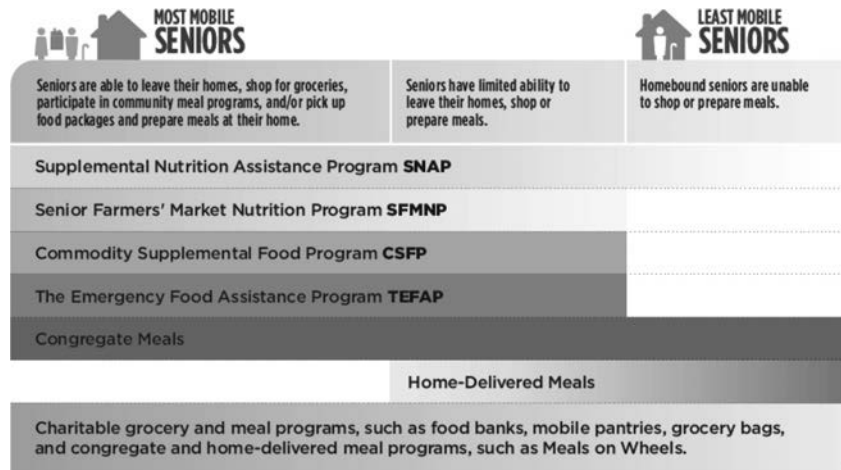 MOST MOBILE
SENIORS
LEAST MOBILE
SENIORS
Seniors are able to leave their homes, shop for groceries,
participate in community meal programs, and/or pick up
food packages and prepare meals at their home.
Seniors have limited ability to
leave their homes, shop or
prepare meals.
Homebound seniors are unable
to shop or prepare meals.
Supplemental Nutrition Assistance Program SNAP
Senior Farmers' Market Nutrition Program SFMNP
Commodity Supplemental Food Program CSFP
The Emergency Food Assistance Program TEFAP
Congregate Meals
Home-Delivered Meals
Charitable grocery and meal programs, such as food banks, mobile pantries, grocery bags,
and congregate and home-delivered meal programs, such as Meals on Wheels.